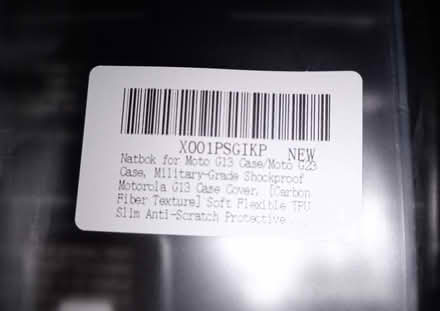 X001PSGIKP NEW
Natbok for Moto G13 Case/Moto G23
Case, Military-Grade Shockproof
Motorola G13 Case Cover, [Carbon
Fiber Texture] Soft Flexible TPU
Slim Anti-Scratch Protective